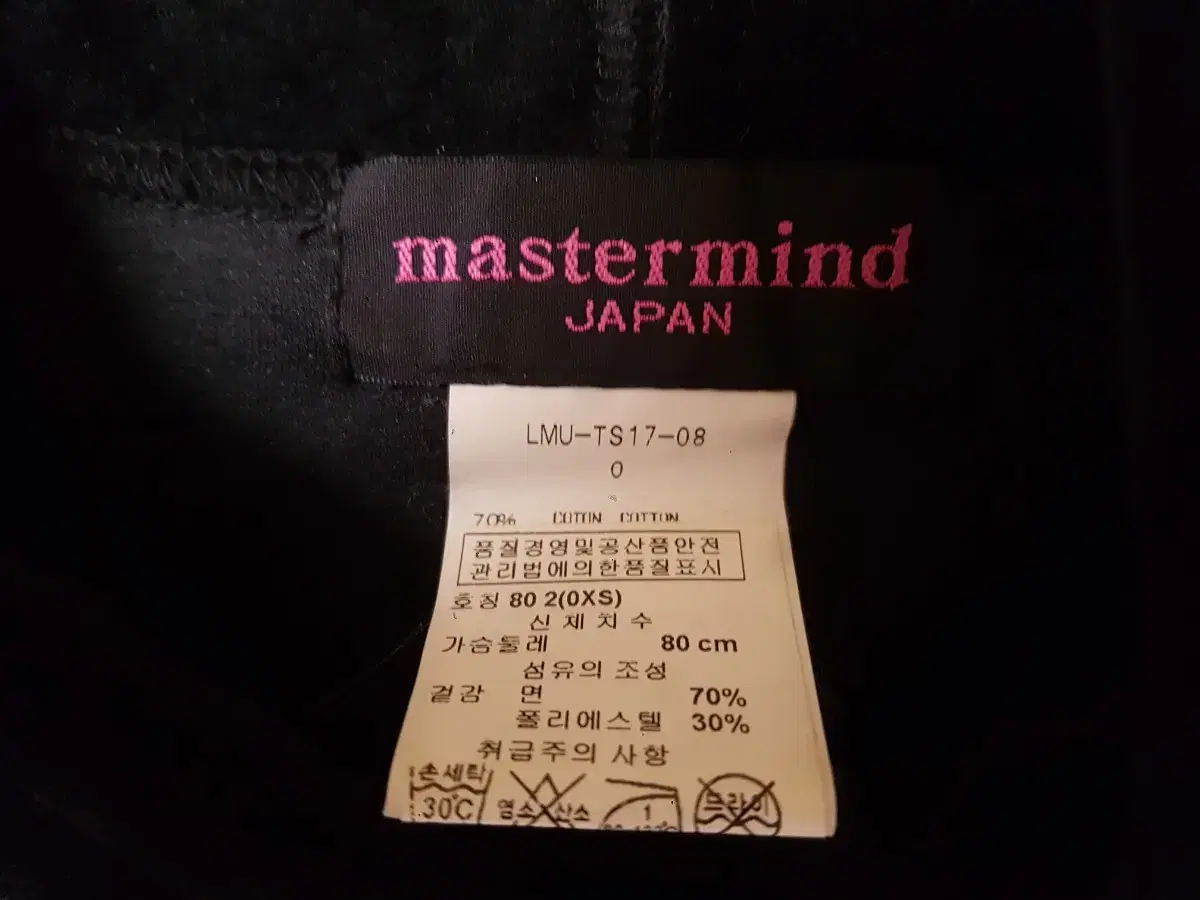 mastermind
JAPAN
LMU-TS17-08
0
70% COTTIN COTTON
품질경영및공산품안전
관리법에의한품질표시
호칭 80 2(0XS)
신체치수
가슴둘레 80 cm
섬유의 조성
겉감 면 70%
폴리에스텔 30%
취급주의 사항
손세탁
30℃
염소 산소
1
드라이